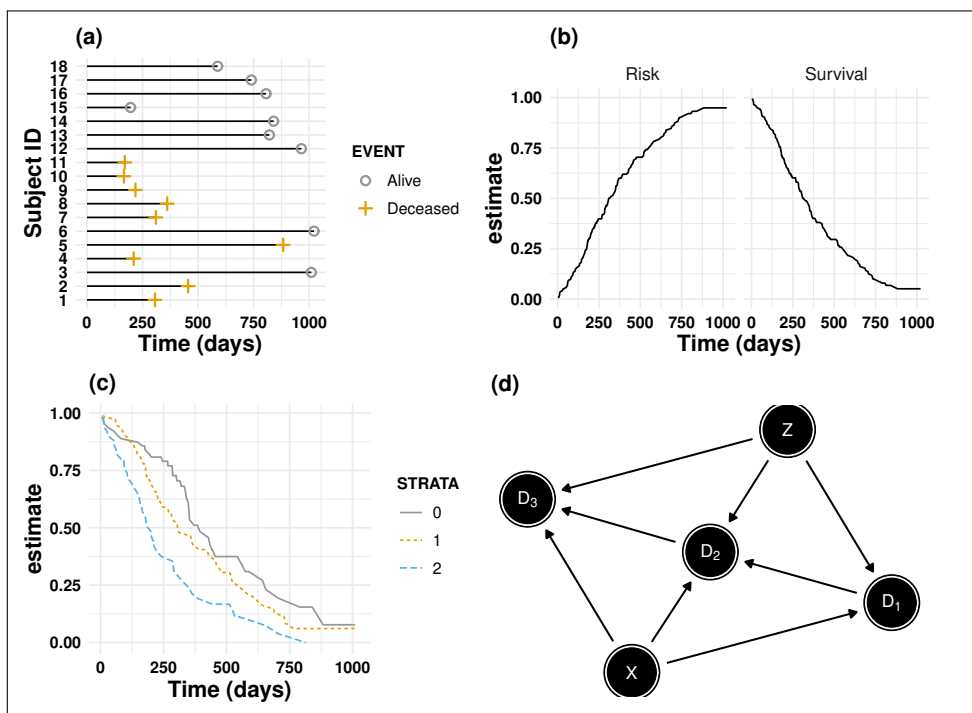 (a)
18
17
16
15
14
13
12
11
10
9
8
7
6
5
4
3
2
1
Subject ID
0 250 500 750 1000
Time (days)
EVENT
Alive
Deceased
(b)
Risk Survival
1.00
0.75
0.50
0.25
0.00
estimate
0 250 500 750 1000 0 250 500 750 1000
Time (days)
(c)
1.00
0.75
0.50
0.25
0.00
estimate
0 250 500 750 1000
Time (days)
STRATA
0
1
2
(d)
Z
D₃
D₂
D₁
X